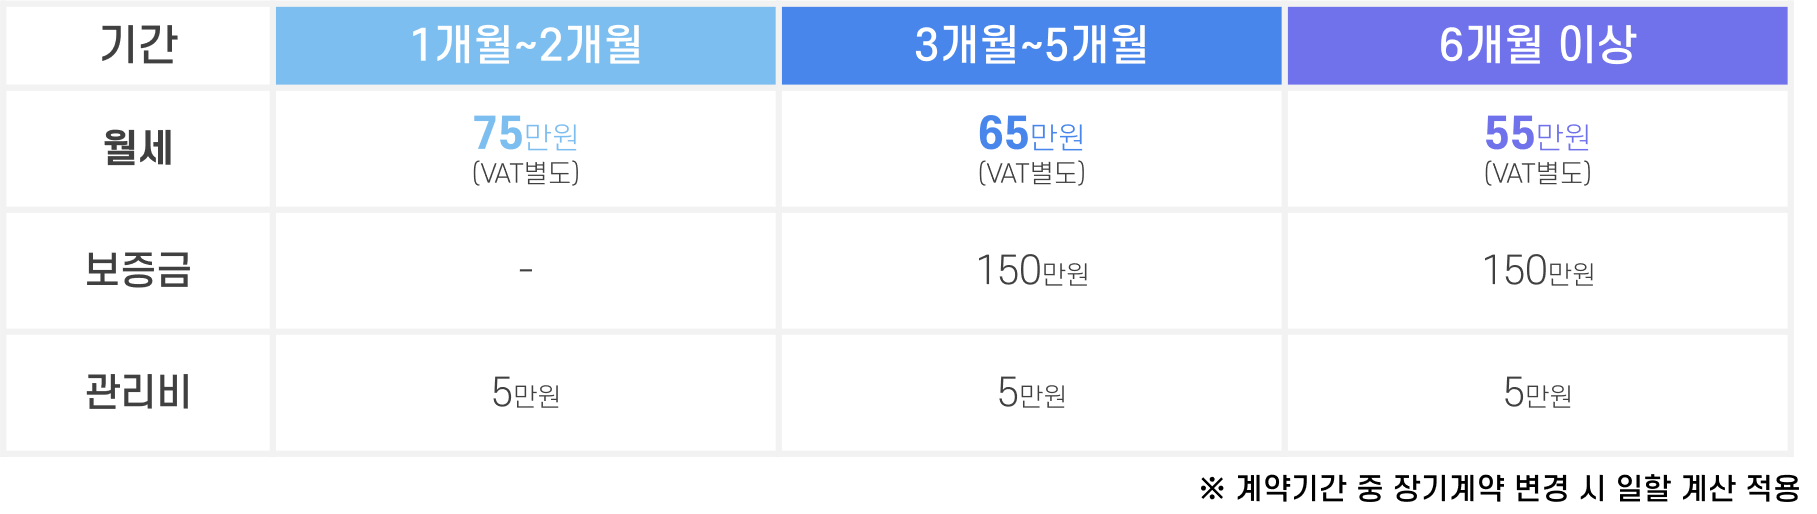 기간 1개월~2개월 3개월~5개월 6개월 이상
월세 75만원 65만원 55만원
(VAT별도) (VAT별도) (VAT별도)
보증금 - 150만원 150만원
관리비 5만원 5만원 5만원
※ 계약기간 중 장기계약 변경 시 일할 계산 적용